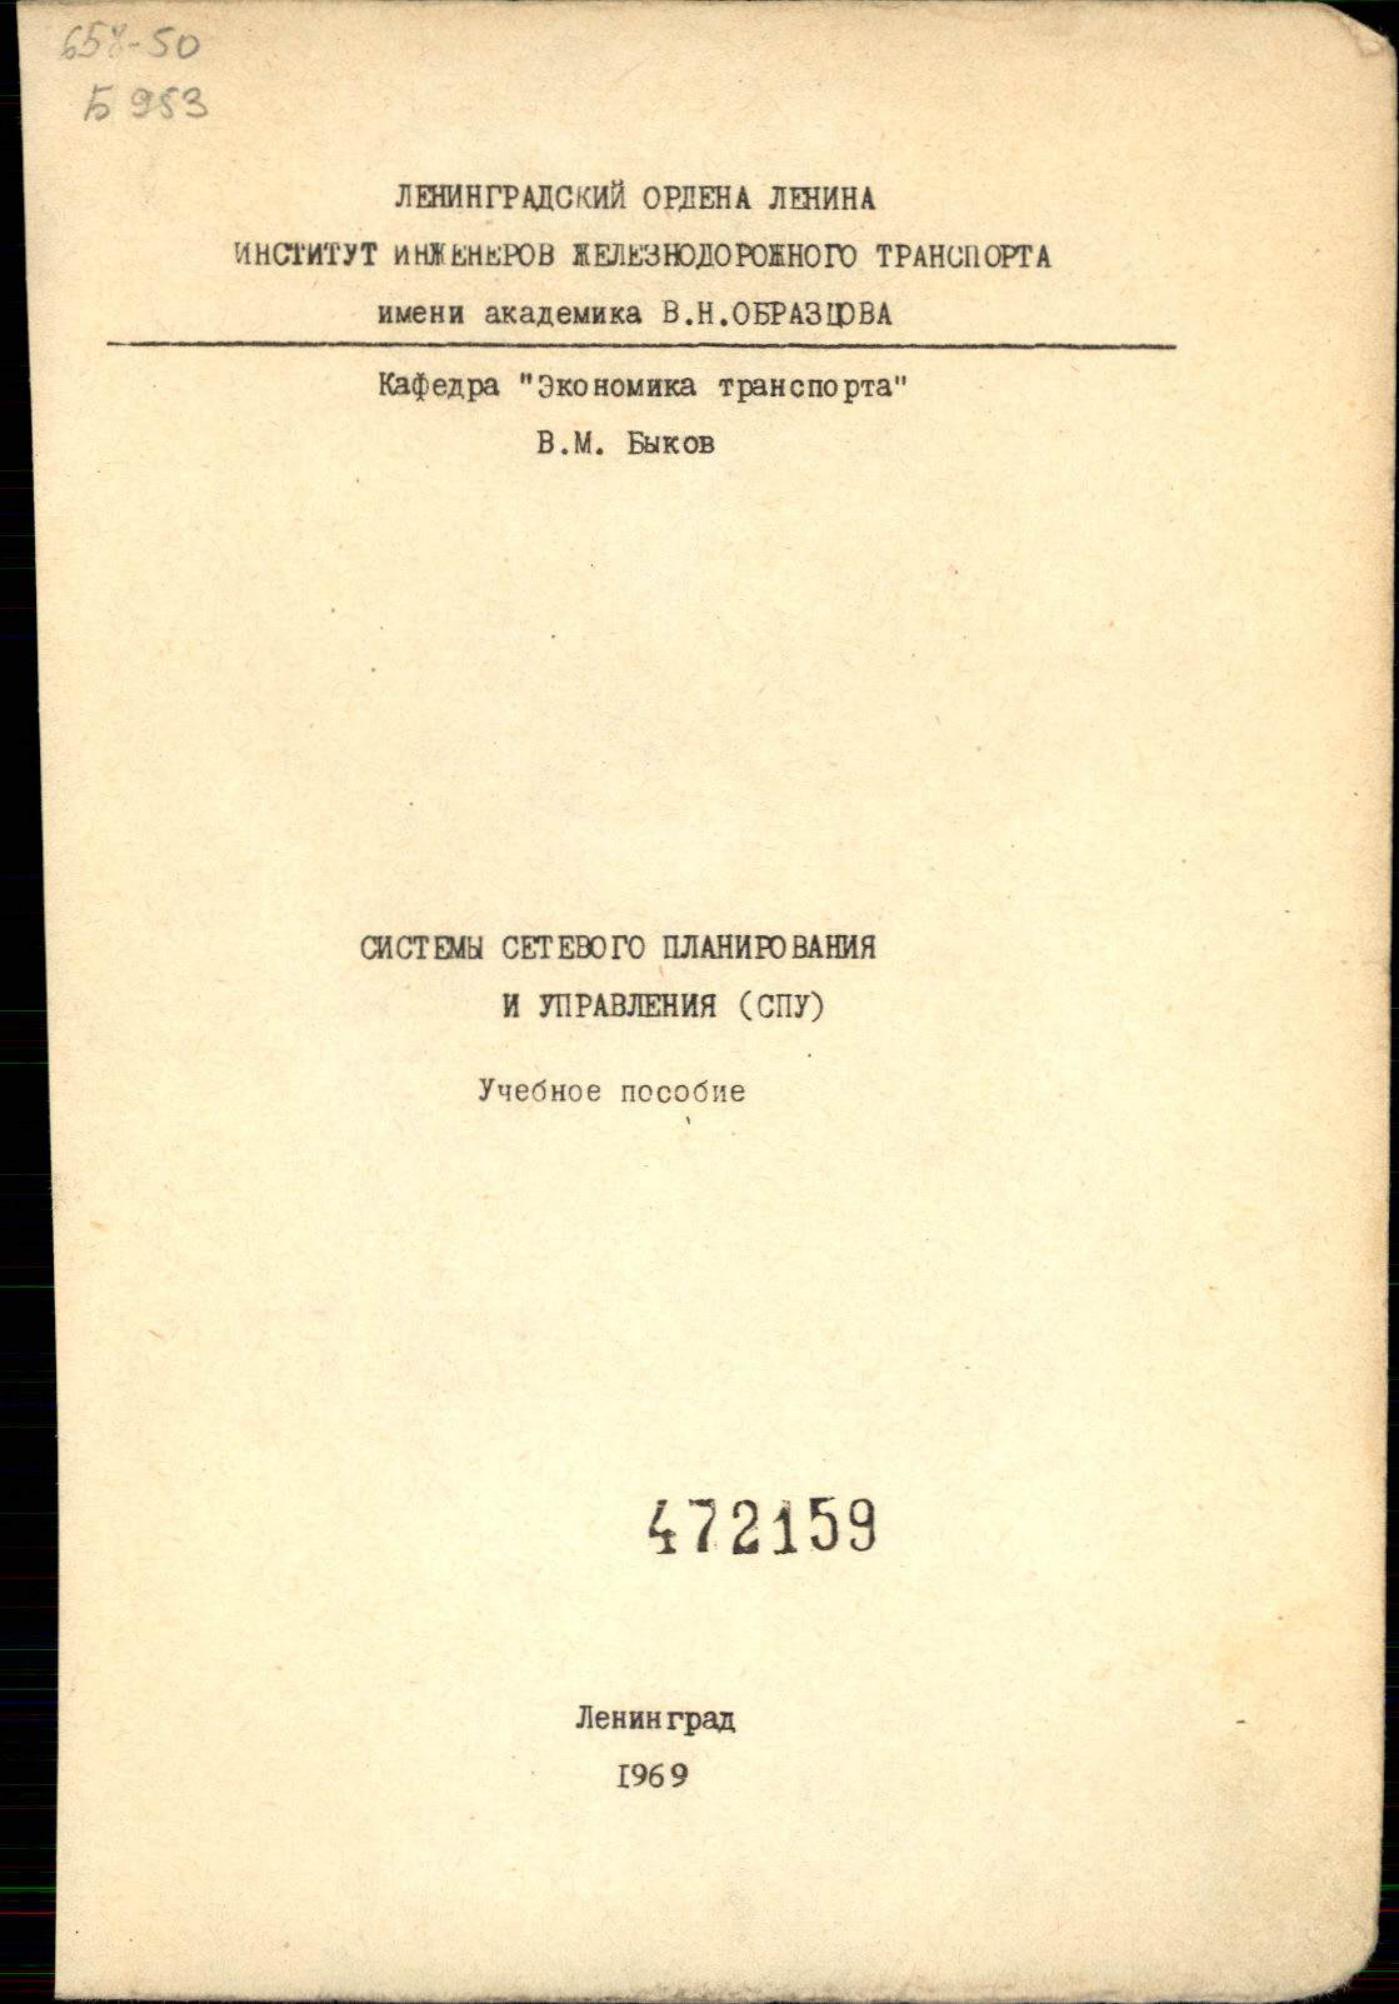 658-50
Б 953
ЛЕНИНГРАДСКИЙ ОРДЕНА ЛЕНИНА
ИНСТИТУТ ИНЖЕНЕРОВ ЖЕЛЕЗНОДОРОЖНОГО ТРАНСПОРТА
имени академика В.Н.ОБРАЗЦОВА
Кафедра "Экономика транспорта"
В.М. Быков
СИСТЕМЫ СЕТЕВОГО ПЛАНИРОВАНИЯ
И УПРАВЛЕНИЯ (СПУ)
Учебное пособие
472159
Ленинград
I969